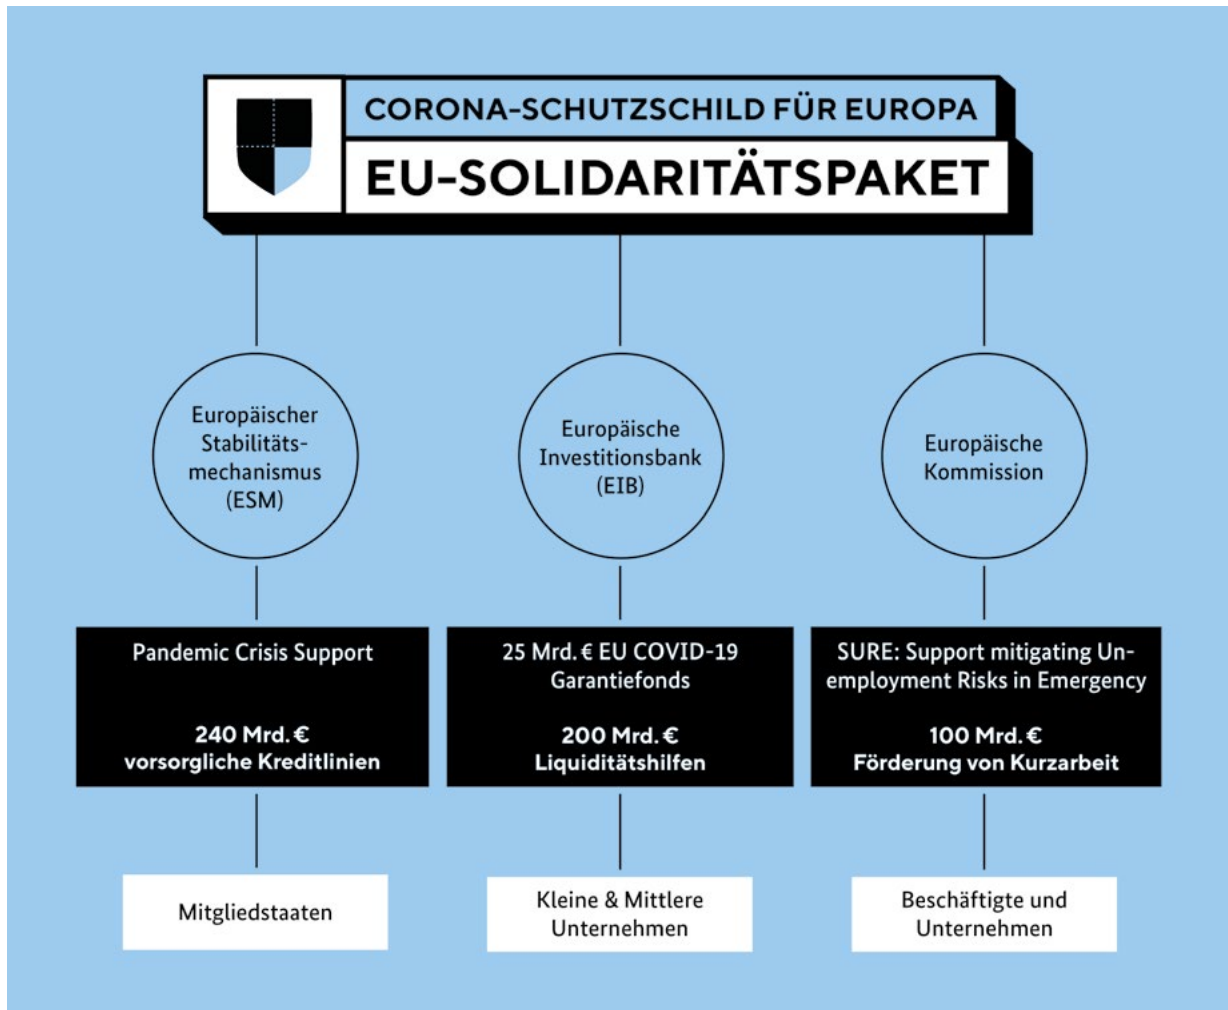 CORONA-SCHUTZSCHILD FÜR EUROPA
EU-SOLIDARITÄTSPAKET
Europäischer
Stabilitäts-
mechanismus
(ESM)
Europäische
Investitionsbank
(EIB)
Europäische
Kommission
Pandemic Crisis Support
240 Mrd. €
vorsorgliche Kreditlinien
25 Mrd. € EU COVID-19
Garantiefonds
200 Mrd. €
Liquiditätshilfen
SURE: Support mitigating Un-
employment Risks in Emergency
100 Mrd. €
Förderung von Kurzarbeit
Mitgliedstaaten
Kleine & Mittlere
Unternehmen
Beschäftigte und
Unternehmen